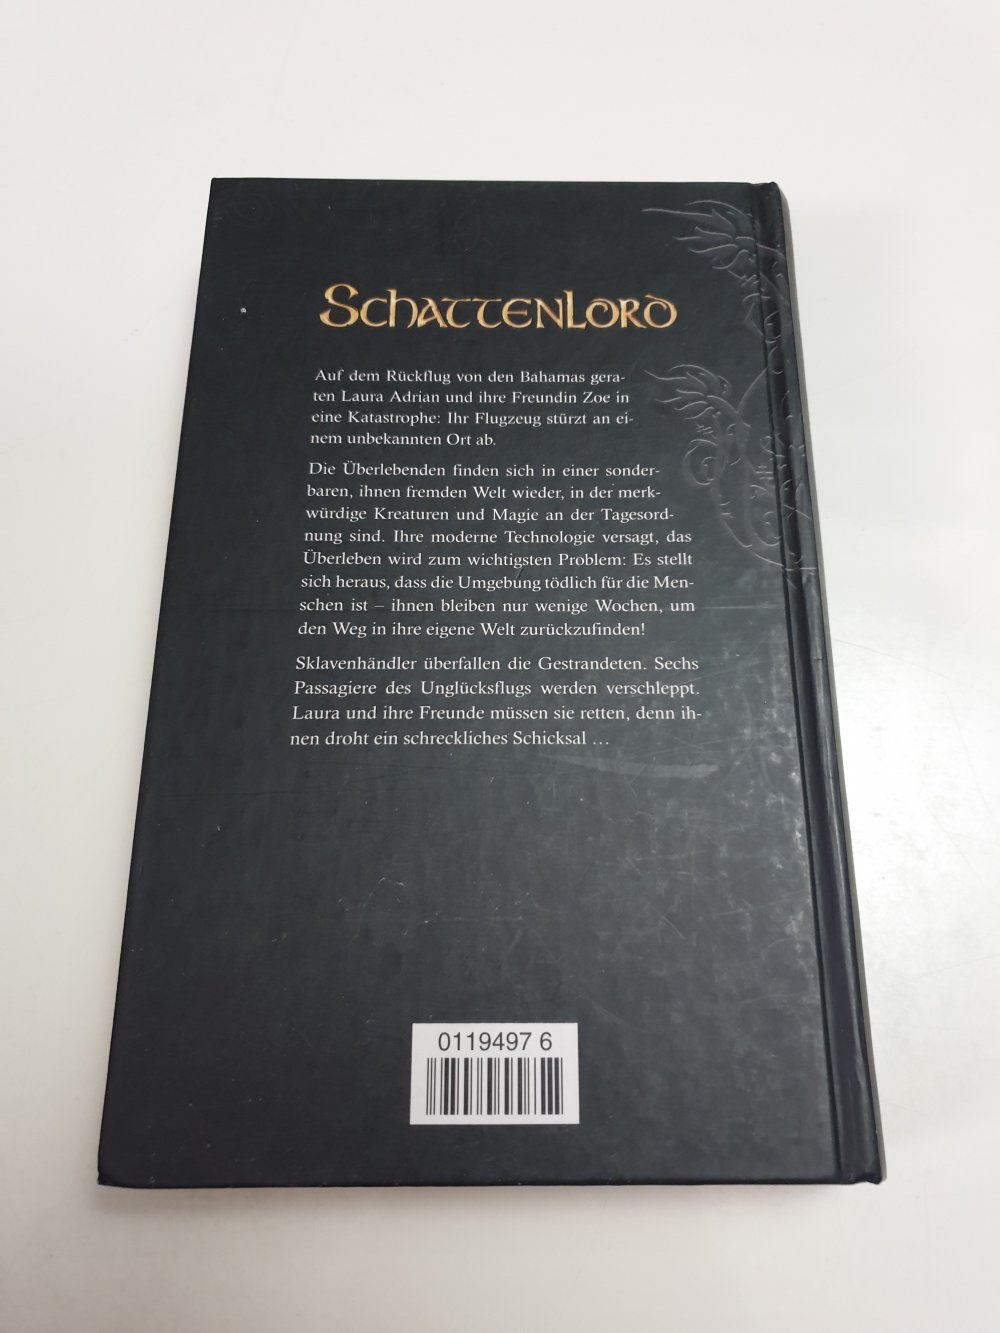 SCHATTENLORD
Auf dem Rückflug von den Bahamas gera-
ten Laura Adrian und ihre Freundin Zoe in
eine Katastrophe: Ihr Flugzeug stürzt an ei-
nem unbekannten Ort ab.
Die Überlebenden finden sich in einer sonder-
baren, ihnen fremden Welt wieder, in der merk-
würdige Kreaturen und Magie an der Tagesord-
nung sind. Ihre moderne Technologie versagt, das
Überleben wird zum wichtigsten Problem: Es stellt
sich heraus, dass die Umgebung tödlich für die Men-
schen ist – ihnen bleiben nur wenige Wochen, um
den Weg in ihre eigene Welt zurückzufinden!
Sklavenhändler überfallen die Gestrandeten. Sechs
Passagiere des Unglücksflugs werden verschleppt.
Laura und ihre Freunde müssen sie retten, denn ih-
nen droht ein schreckliches Schicksal …
0119497 6